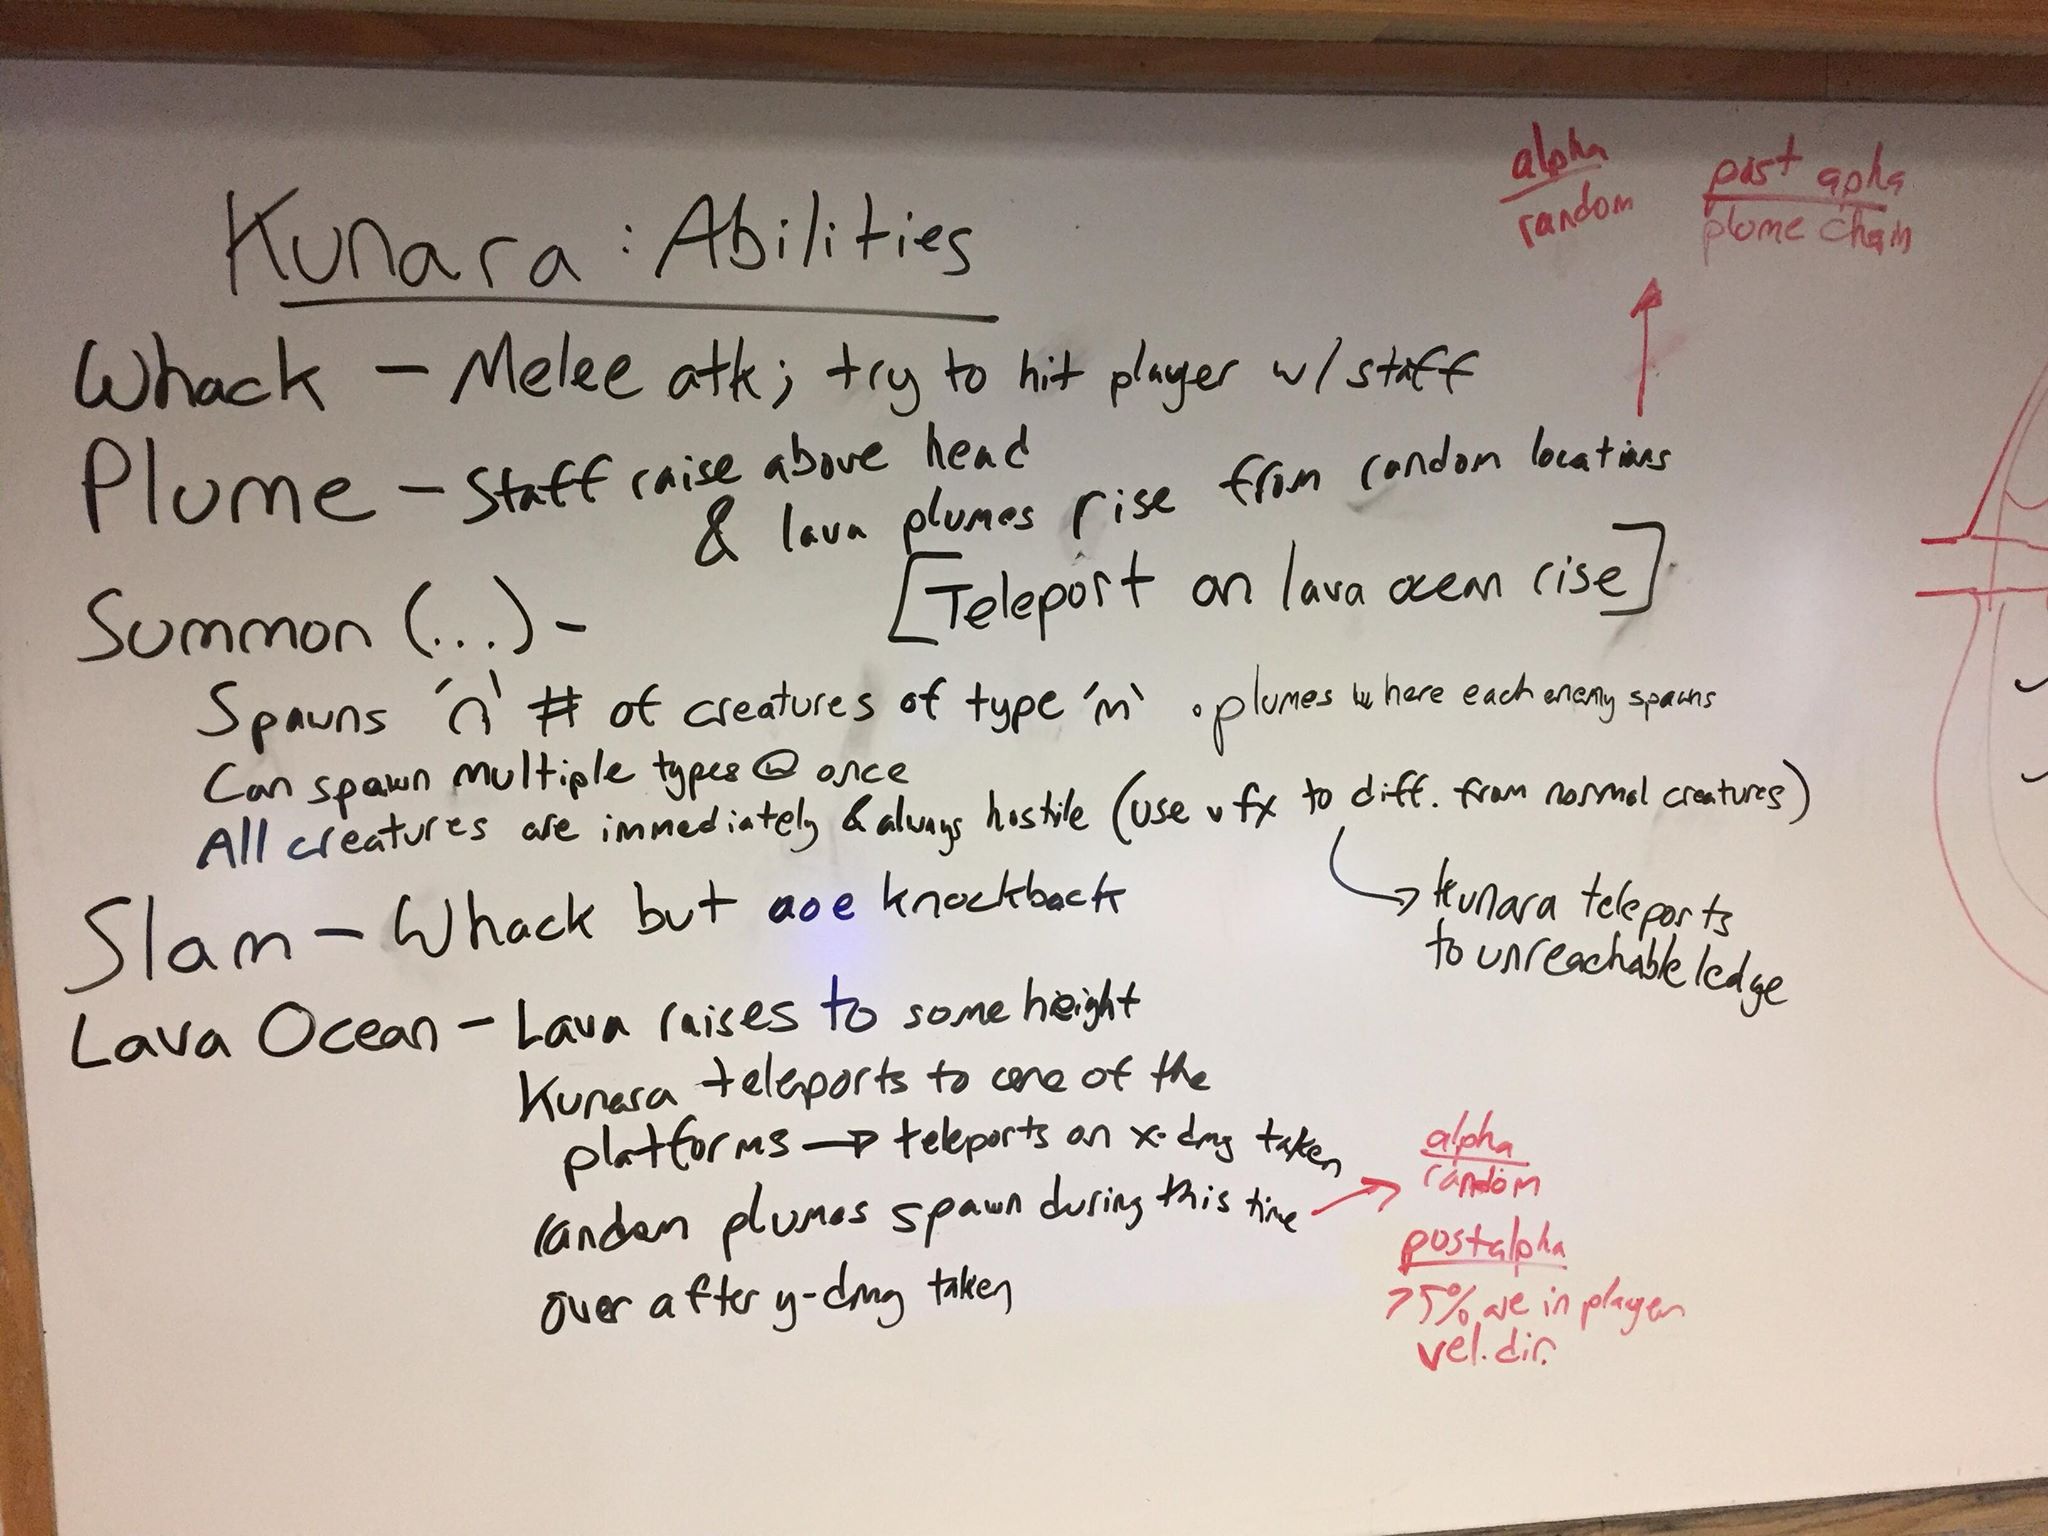 alpha
random
post apha
plume chain
Kunara : Abilities
Whack - Melee atk; try to hit player w/ staff
Plume - Staff raise above head
& lava plumes rise from random locations
[Teleport on lava ocean rise]
Summon (...) -
Spawns 'n' # of creatures of type 'm' . plumes where each enemy spawns
Can spawn multiple types @ once
All creatures are immediately & always hostile (use vfx to diff. from normal creatures)
Kunara teleports
to unreachable ledge
Slam - Whack but aoe knockback
Lava Ocean - Lava raises to some height
Kunara teleports to one of the
platforms → teleports on x-dmg taken
random plumes spawn during this time →
over after y-dmg taken
alpha
random
postalpha
75% are in player
vel. dir.